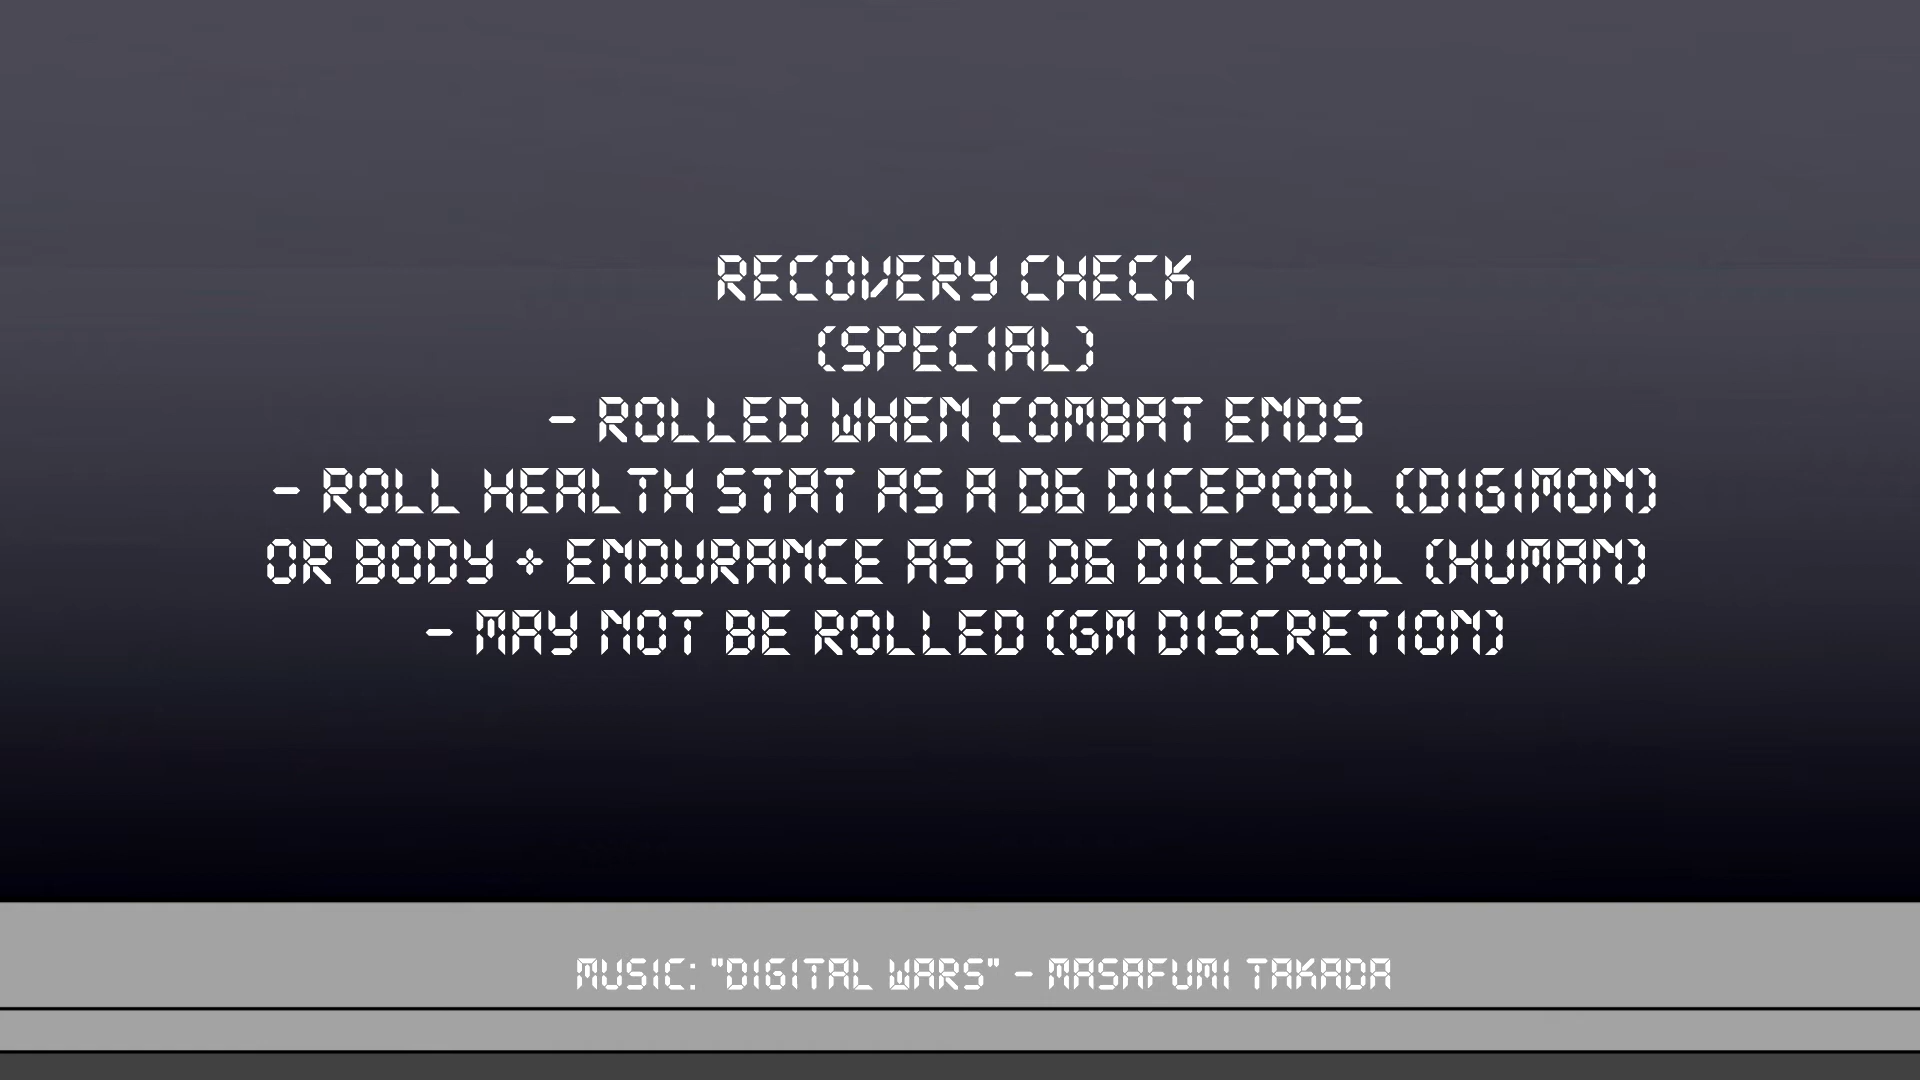 RECOVERY CHECK
(SPECIAL)
- ROLLED WHEN COMBAT ENDS
- ROLL HEALTH STAT AS A D6 DICEPOOL (DIGIMON)
OR BODY + ENDURANCE AS A D6 DICEPOOL (HUMAN)
- MAY NOT BE ROLLED (GM DISCRETION)
MUSIC: "DIGITAL WARS" - MASAFUMI TAKADA